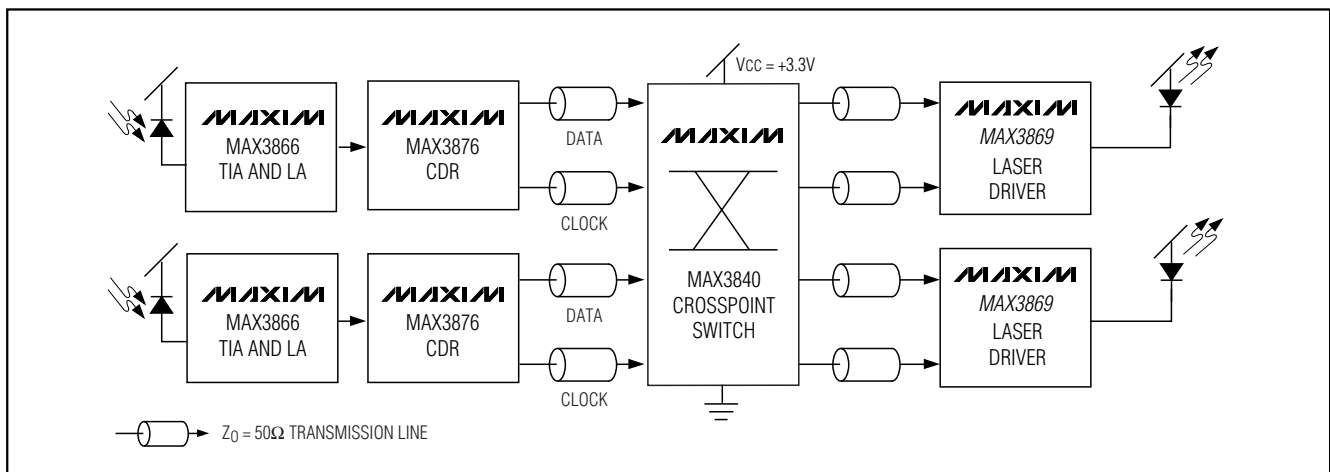 VCC = +3.3V
MAXIM
MAX3866
TIA AND LA
MAXIM
MAX3876
CDR
DATA
CLOCK
MAXIM
MAX3840
CROSSPOINT
SWITCH
MAXIM
MAX3869
LASER
DRIVER
MAXIM
MAX3866
TIA AND LA
MAXIM
MAX3876
CDR
DATA
CLOCK
MAXIM
MAX3869
LASER
DRIVER
Z0 = 50Ω TRANSMISSION LINE